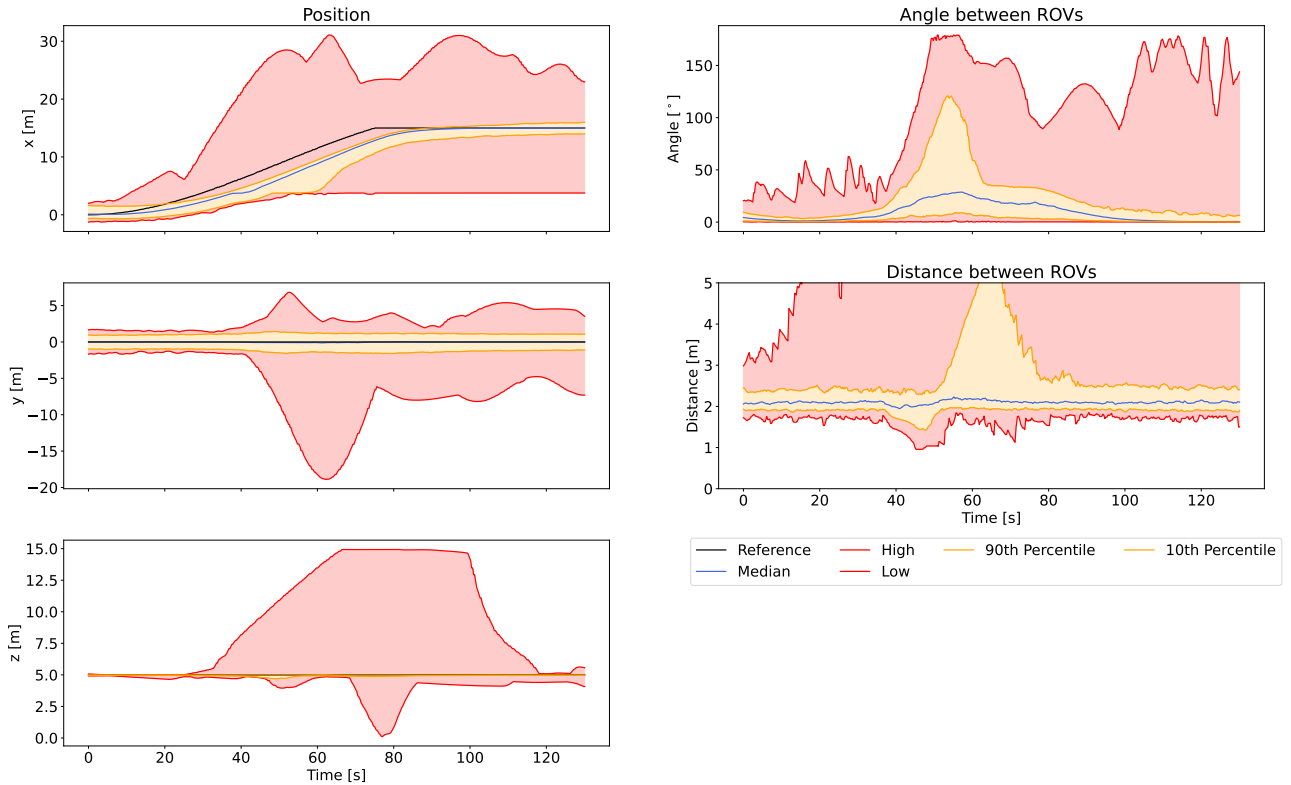 Position
30
20
10
0
x [m]
5
0
−5
−10
−15
−20
y [m]
15.0
12.5
10.0
7.5
5.0
2.5
0.0
z [m]
0 20 40 60 80 100 120
Time [s]
Angle between ROVs
150
100
50
0
Angle [°]
Distance between ROVs
5
4
3
2
1
0
Distance [m]
0 20 40 60 80 100 120
Time [s]
Reference High 90th Percentile 10th Percentile
Median Low